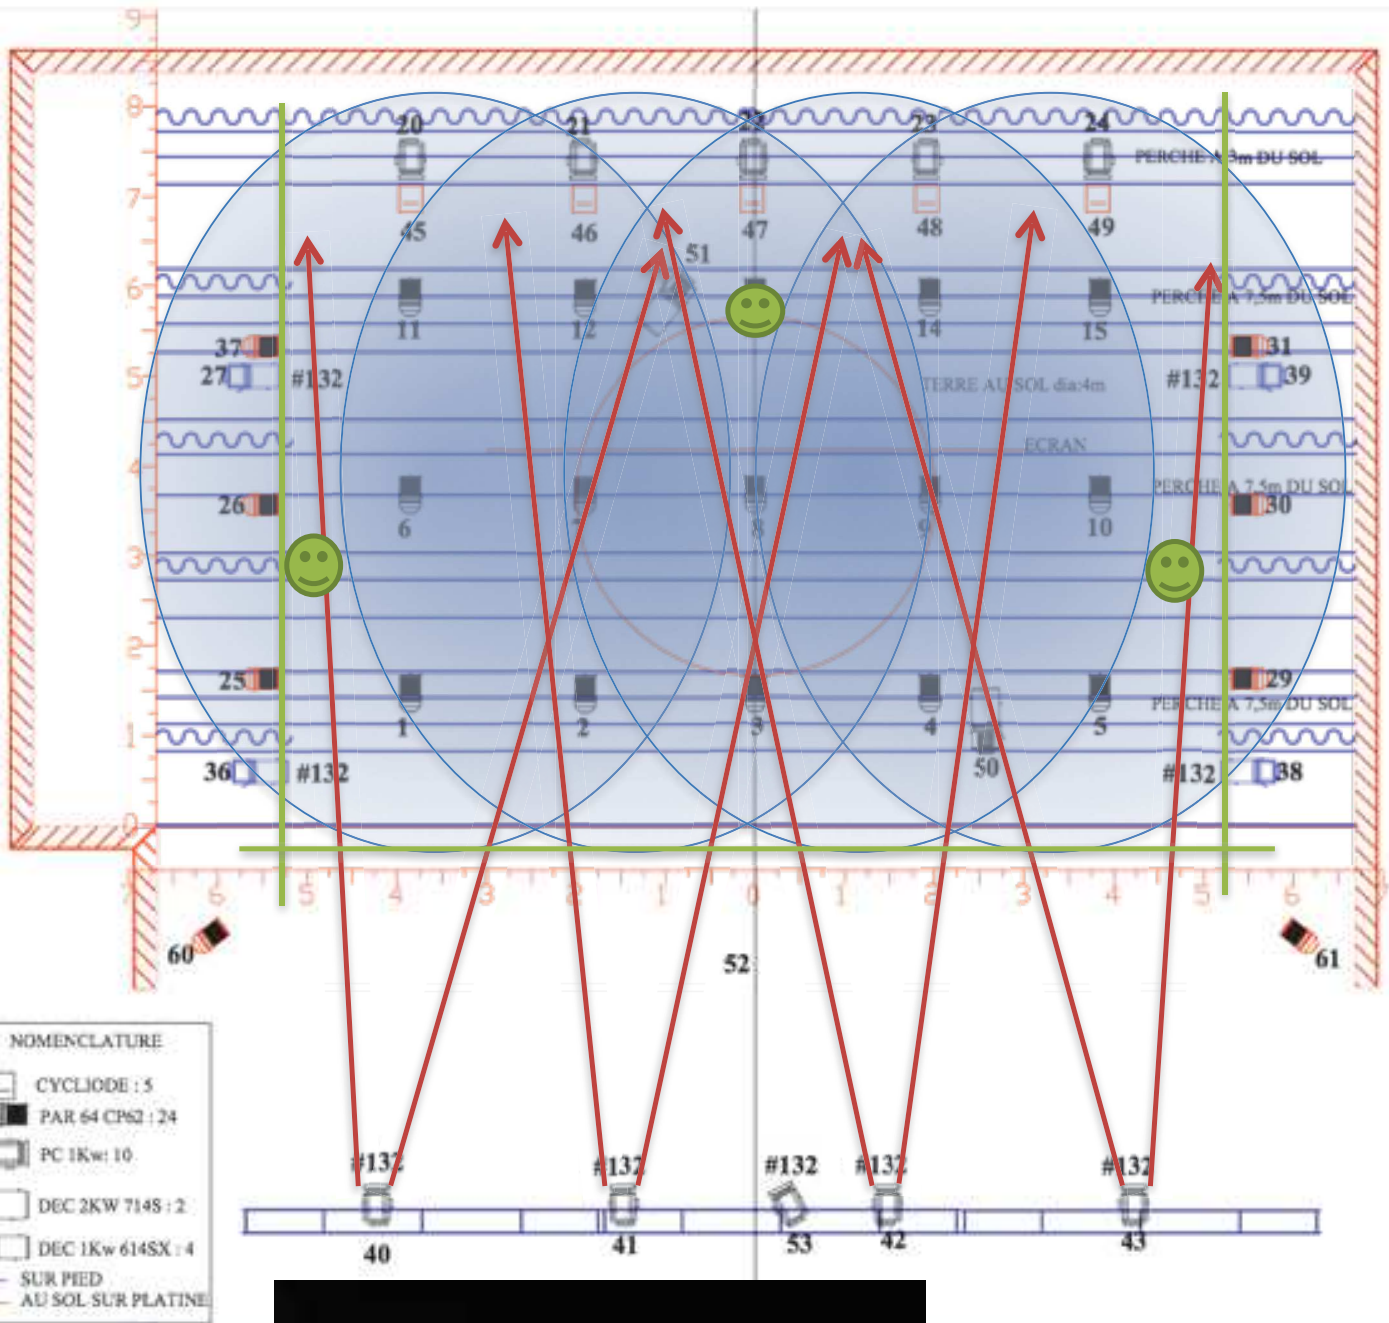 9
8
20 21 22 23 24
PERCHE A 3m DU SOL
7
45 46 47 48 49
51
6
PERCHE A 7,5m DU SOL
11 12 14 15
37 31
27 #132 #132 39
5
TERRE AU SOL dia:4m
ECRAN
4
PERCHE A 7,5m DU SOL
26 30
6 8 9 10
3
2
25 29
PERCHE A 7,5m DU SOL
1 2 3 4 5
1
50
36 #132 #132 38
0
7 6 5 4 3 2 1 0 1 2 3 4 5 6
60 52 61
NOMENCLATURE
CYCLIODE : 5
PAR 64 CP62 : 24
PC 1Kw: 10
DEC 2KW 714S : 2
DEC 1Kw 614SX : 4
SUR PIED
AU SOL SUR PLATINE
#132 #132 #132 #132 #132
40 41 53 42 43